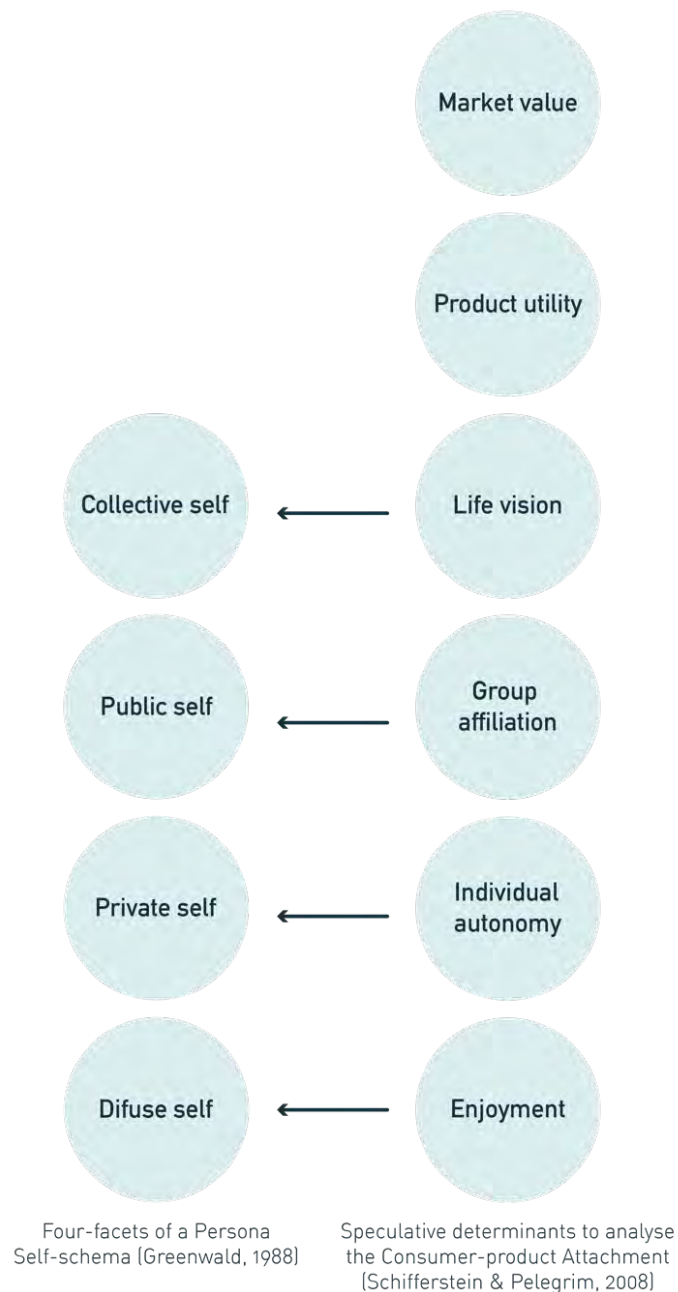 Market value
Product utility
Collective self
Life vision
Public self
Group
affiliation
Private self
Individual
autonomy
Difuse self
Enjoyment
Four-facets of a Persona
Self-schema (Greenwald, 1988)
Speculative determinants to analyse
the Consumer-product Attachment
(Schifferstein & Pelegrim, 2008)